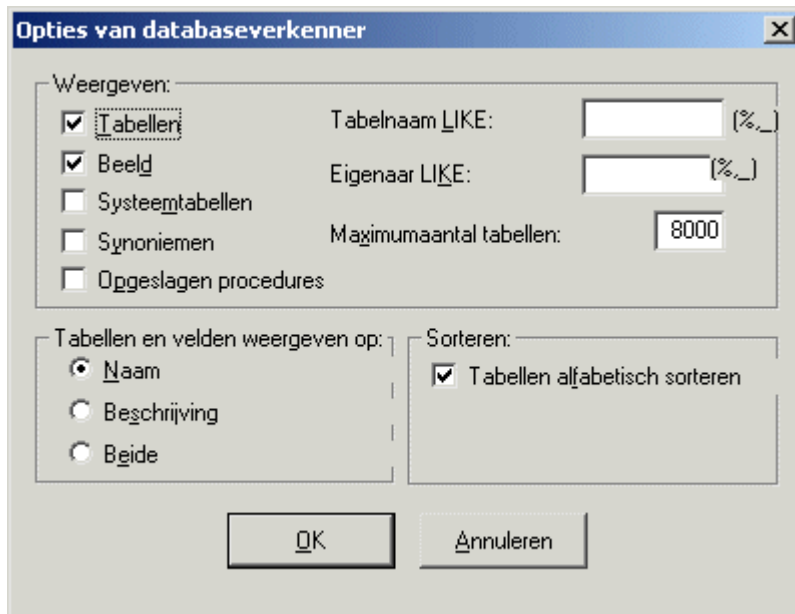 Opties van databaseverkenner
Weergeven:
Tabellen
Tabelnaam LIKE: (%,_)
Beeld
Eigenaar LIKE: (%,_)
Systeemtabellen
Synoniemen
Maximumaantal tabellen: 8000
Opgeslagen procedures
Tabellen en velden weergeven op:
Naam
Beschrijving
Beide
Sorteren:
Tabellen alfabetisch sorteren
OK
Annuleren